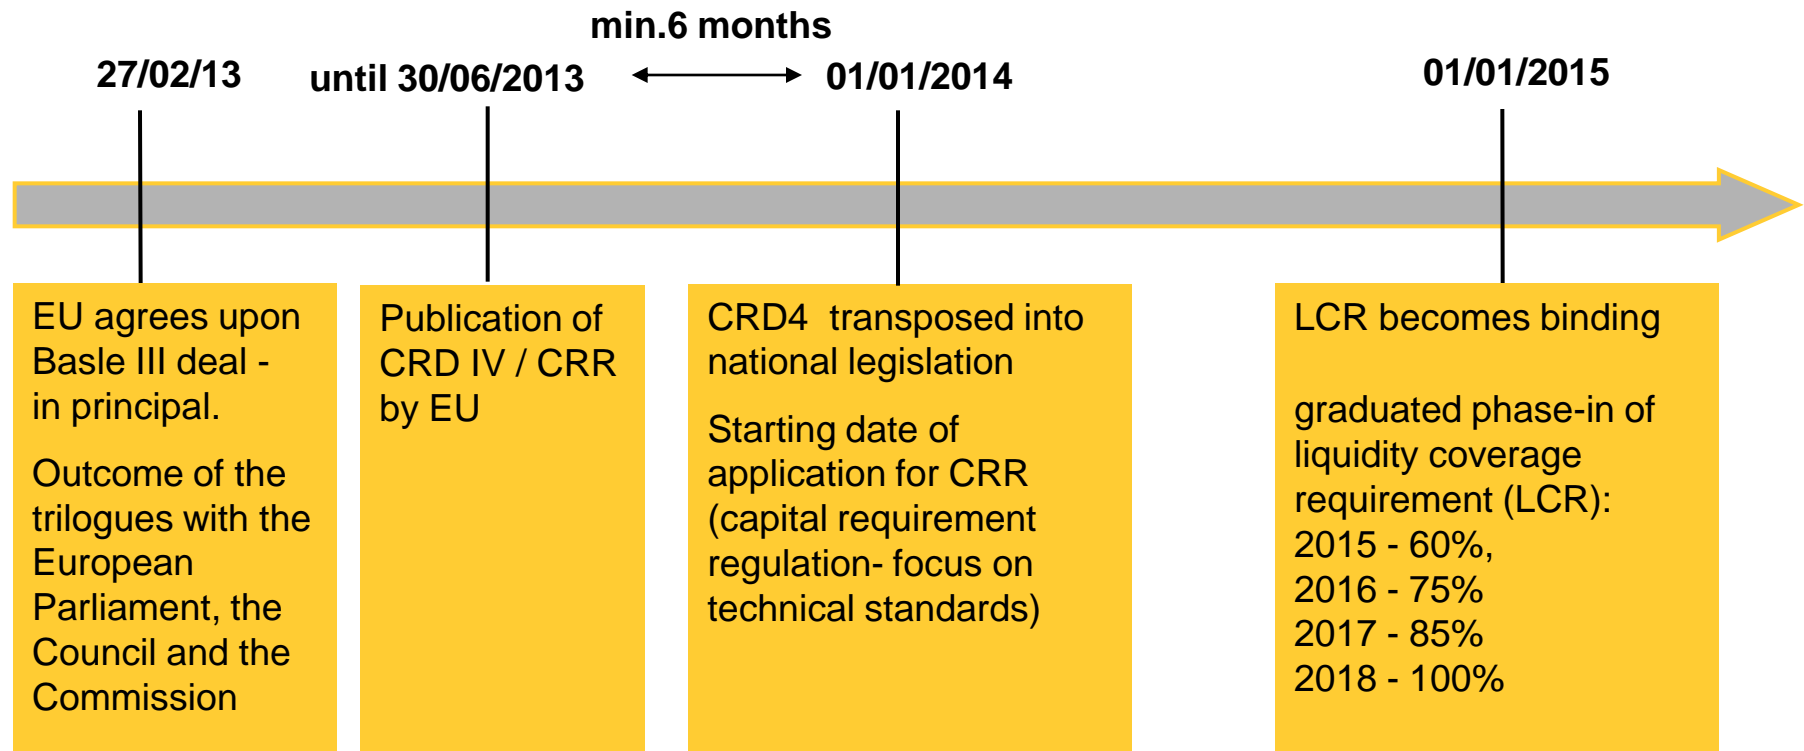 min.6 months
27/02/13
until 30/06/2013
01/01/2014
01/01/2015
EU agrees upon
Basle III deal -
in principal.
Outcome of the
trilogues with the
European
Parliament, the
Council and the
Commission
Publication of
CRD IV / CRR
by EU
CRD4 transposed into
national legislation
Starting date of
application for CRR
(capital requirement
regulation- focus on
technical standards)
LCR becomes binding
graduated phase-in of
liquidity coverage
requirement (LCR):
2015 - 60%,
2016 - 75%
2017 - 85%
2018 - 100%